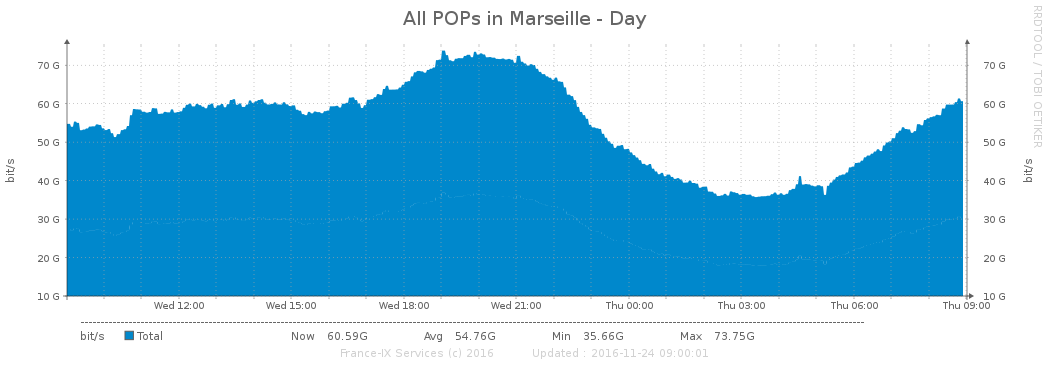 All POPs in Marseille - Day
RRDTOOL / TOBI OETIKER
bit/s
70 G
60 G
50 G
40 G
30 G
20 G
10 G
70 G
60 G
50 G
40 G
30 G
20 G
10 G
bit/s
Wed 12:00 Wed 15:00 Wed 18:00 Wed 21:00 Thu 00:00 Thu 03:00 Thu 06:00 Thu 09:00
bit/s Total Now 60.59G Avg 54.76G Min 35.66G Max 73.75G
France-IX Services (c) 2016 Updated : 2016-11-24 09:00:01